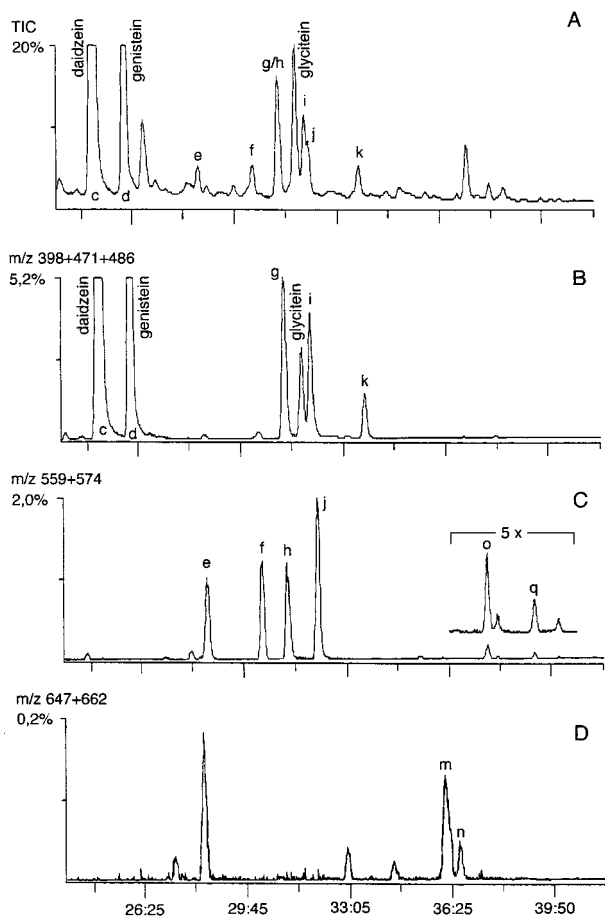 A
TIC
20%
daidzein
c
d
genistein
e
f
g/h
glycitein
i
j
k
B
m/z 398+471+486
5,2%
daidzein
c
d
genistein
g
glycitein
i
k
C
m/z 559+574
2,0%
e
f
h
j
5 x
o
q
D
m/z 647+662
0,2%
m
n
26:25 29:45 33:05 36:25 39:50